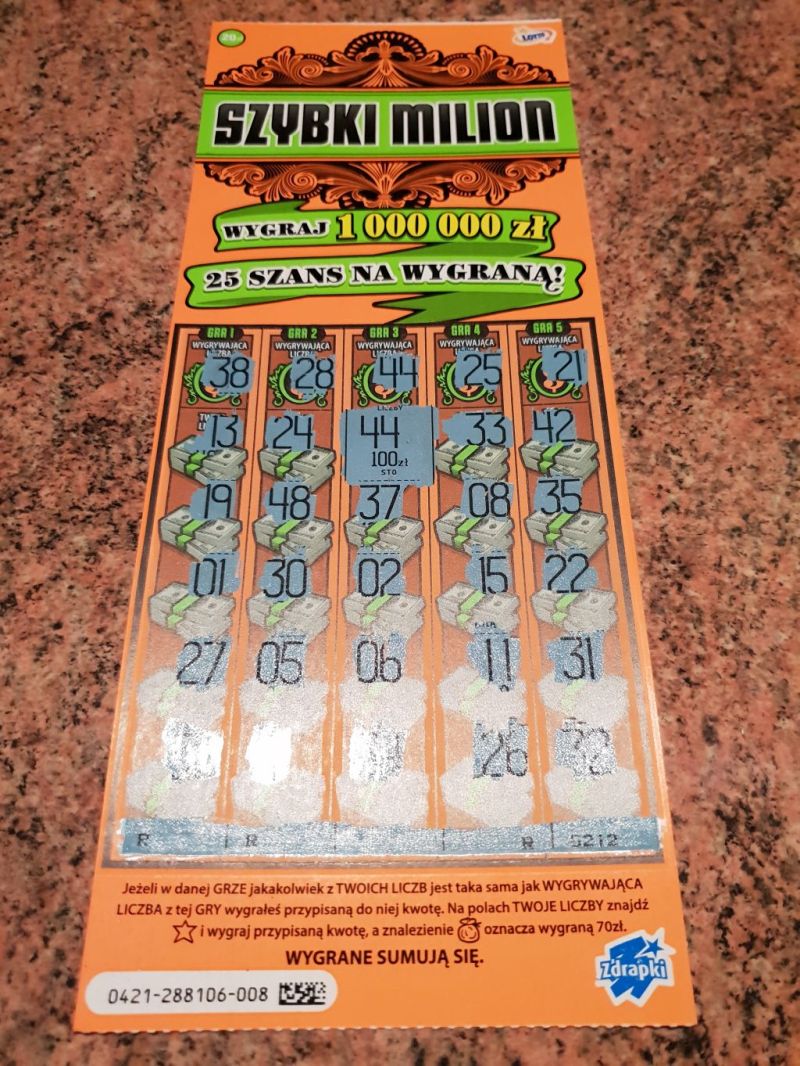 20 zł
LOTTO
SZYBKI MILION
WYGRAJ 1 000 000 zł
25 SZANS NA WYGRANĄ!
GRA 1 GRA 2 GRA 3 GRA 4 GRA 5
WYGRYWAJĄCA WYGRYWAJĄCA WYGRYWAJĄCA WYGRYWAJĄCA WYGRYWAJĄCA
38 28 44 25 21
13 24 44 33 42
100zł
STO
19 48 37 08 35
01 30 02 15 22
27 05 06 11 31
26
R R R 5212
Jeżeli w danej GRZE jakakolwiek z TWOICH LICZB jest taka sama jak WYGRYWAJĄCA
LICZBA z tej GRY wygrałeś przypisaną do niej kwotę. Na polach TWOJE LICZBY znajdź
i wygraj przypisaną kwotę, a znalezienie oznacza wygraną 70zł.
WYGRANE SUMUJĄ SIĘ.
Zdrapki
0421-288106-008